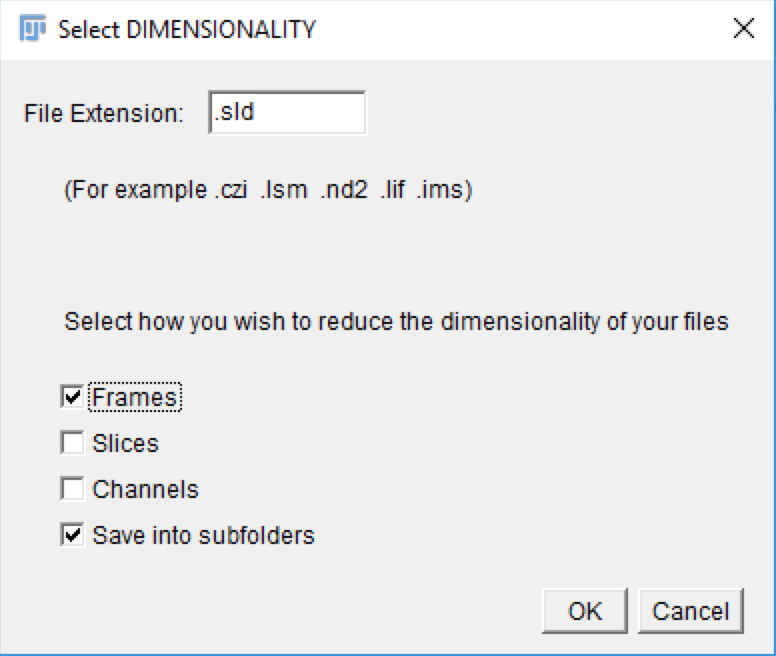 Select DIMENSIONALITY
File Extension: .sld
(For example .czi .lsm .nd2 .lif .ims)
Select how you wish to reduce the dimensionality of your files
Frames
Slices
Channels
Save into subfolders
OK Cancel